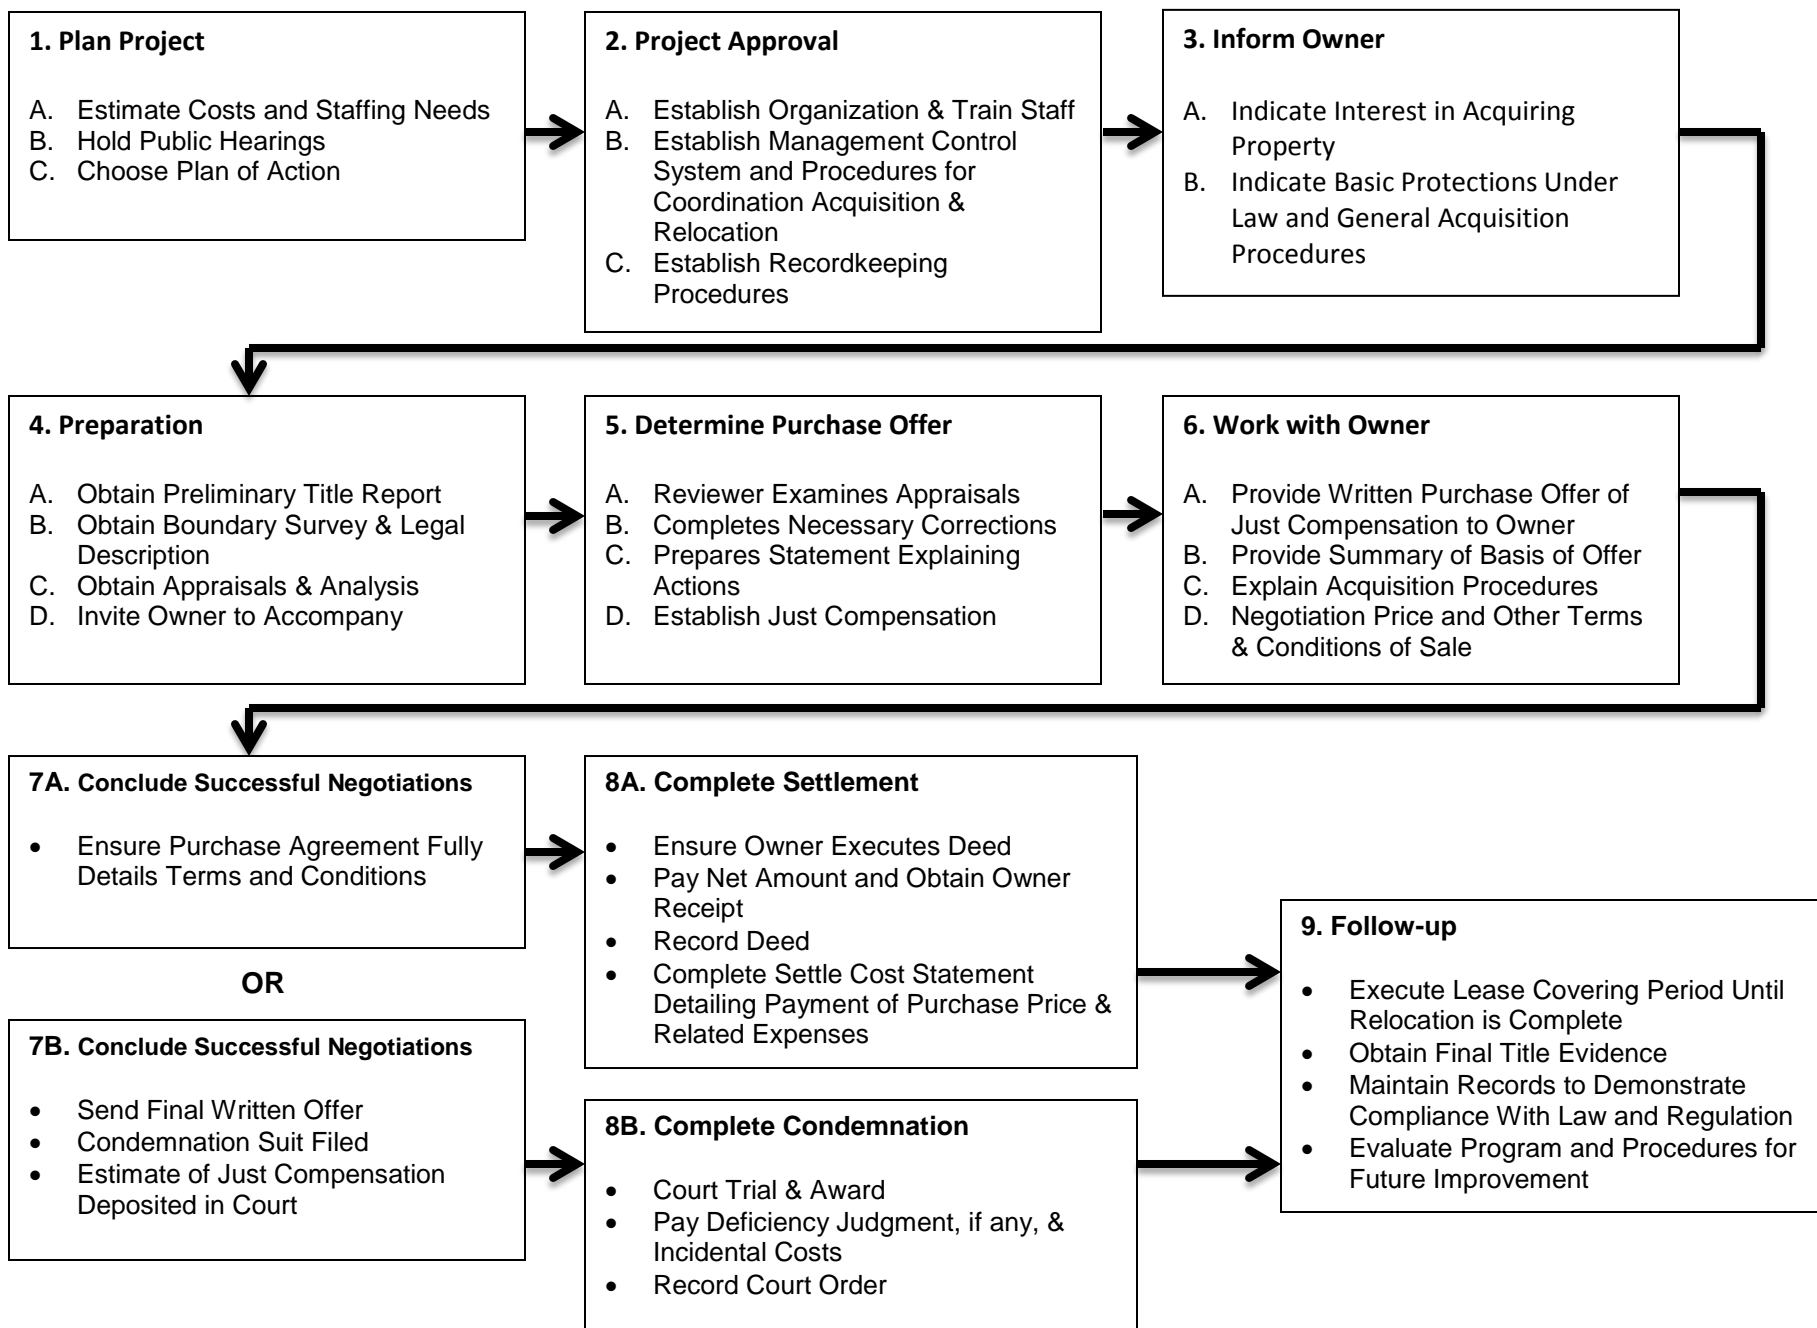 1. Plan Project
A. Estimate Costs and Staffing Needs
B. Hold Public Hearings
C. Choose Plan of Action
2. Project Approval
A. Establish Organization & Train Staff
B. Establish Management Control
System and Procedures for
Coordination Acquisition &
Relocation
C. Establish Recordkeeping
Procedures
3. Inform Owner
A. Indicate Interest in Acquiring
Property
B. Indicate Basic Protections Under
Law and General Acquisition
Procedures
4. Preparation
A. Obtain Preliminary Title Report
B. Obtain Boundary Survey & Legal
Description
C. Obtain Appraisals & Analysis
D. Invite Owner to Accompany
5. Determine Purchase Offer
A. Reviewer Examines Appraisals
B. Completes Necessary Corrections
C. Prepares Statement Explaining
Actions
D. Establish Just Compensation
6. Work with Owner
A. Provide Written Purchase Offer of
Just Compensation to Owner
B. Provide Summary of Basis of Offer
C. Explain Acquisition Procedures
D. Negotiation Price and Other Terms
& Conditions of Sale
7A. Conclude Successful Negotiations
• Ensure Purchase Agreement Fully
Details Terms and Conditions
OR
7B. Conclude Successful Negotiations
• Send Final Written Offer
• Condemnation Suit Filed
• Estimate of Just Compensation
Deposited in Court
8A. Complete Settlement
• Ensure Owner Executes Deed
• Pay Net Amount and Obtain Owner
Receipt
• Record Deed
• Complete Settle Cost Statement
Detailing Payment of Purchase Price &
Related Expenses
8B. Complete Condemnation
• Court Trial & Award
• Pay Deficiency Judgment, if any, &
Incidental Costs
• Record Court Order
9. Follow-up
• Execute Lease Covering Period Until
Relocation is Complete
• Obtain Final Title Evidence
• Maintain Records to Demonstrate
Compliance With Law and Regulation
• Evaluate Program and Procedures for
Future Improvement